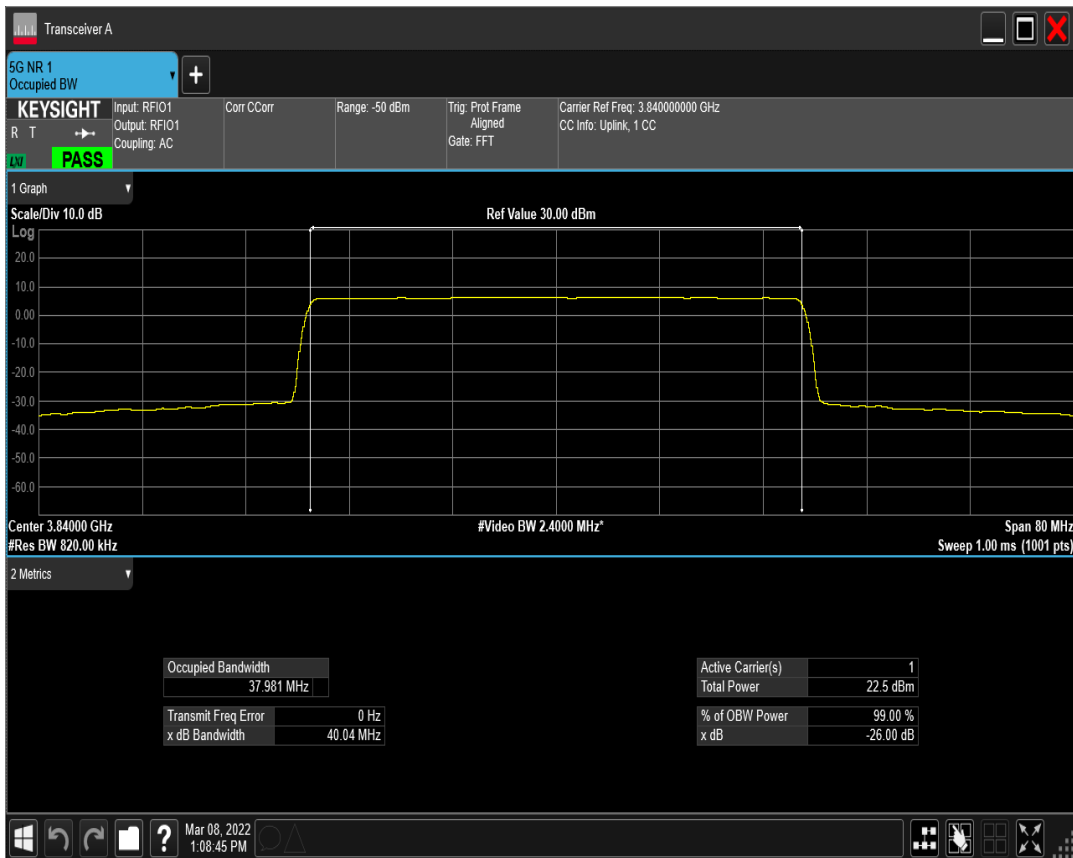 Transceiver A
5G NR 1
Occupied BW
+
KEYSIGHT
R T
LXI
PASS
Input: RFIO1
Output: RFIO1
Coupling: AC
Corr CCorr
Range: -50 dBm
Trig: Prot Frame
Aligned
Gate: FFT
Carrier Ref Freq: 3.840000000 GHz
CC Info: Uplink, 1 CC
1 Graph
Scale/Div 10.0 dB
Ref Value 30.00 dBm
Log
20.0
10.0
0.00
-10.0
-20.0
-30.0
-40.0
-50.0
-60.0
Center 3.84000 GHz
#Video BW 2.4000 MHz*
Span 80 MHz
#Res BW 820.00 kHz
Sweep 1.00 ms (1001 pts)
2 Metrics
Occupied Bandwidth
37.981 MHz
Transmit Freq Error 0 Hz
x dB Bandwidth 40.04 MHz
Active Carrier(s) 1
Total Power 22.5 dBm
% of OBW Power 99.00 %
x dB -26.00 dB
?
Mar 08, 2022
1:08:45 PM